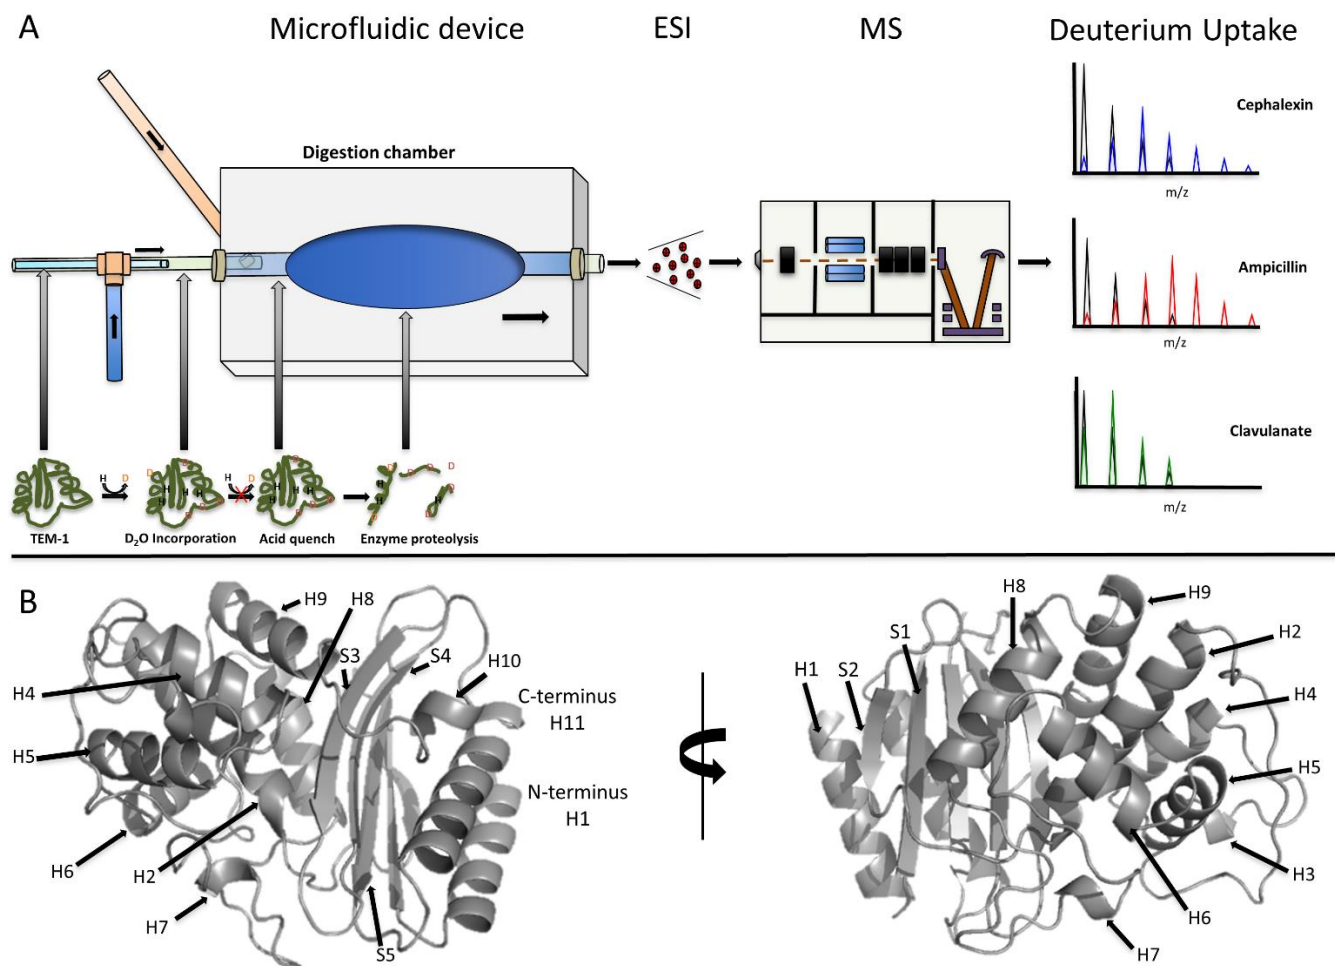 A
Microfluidic device
ESI
MS
Deuterium Uptake
Digestion chamber
Cephalexin
m/z
Ampicillin
m/z
Clavulanate
m/z
H
D
H
D
D
D
D
D
D
D
D
H H H
H
H H H
H
H
H
TEM-1
D₂O Incorporation
Acid quench
Enzyme proteolysis
B
H9
H8
S3
S4
H10
H4
C-terminus
H11
H5
N-terminus
H1
H6
H2
H7
S5
H8
H9
S1
H2
H1
S2
H4
H5
H3
H6
H7